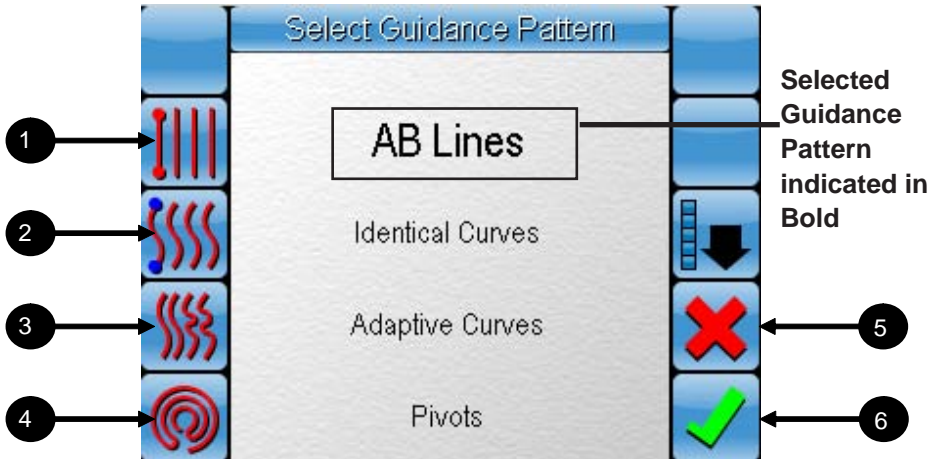 Select Guidance Pattern
1
AB Lines
Selected
Guidance
Pattern
indicated in
Bold
2
Identical Curves
3
Adaptive Curves
5
4
Pivots
6